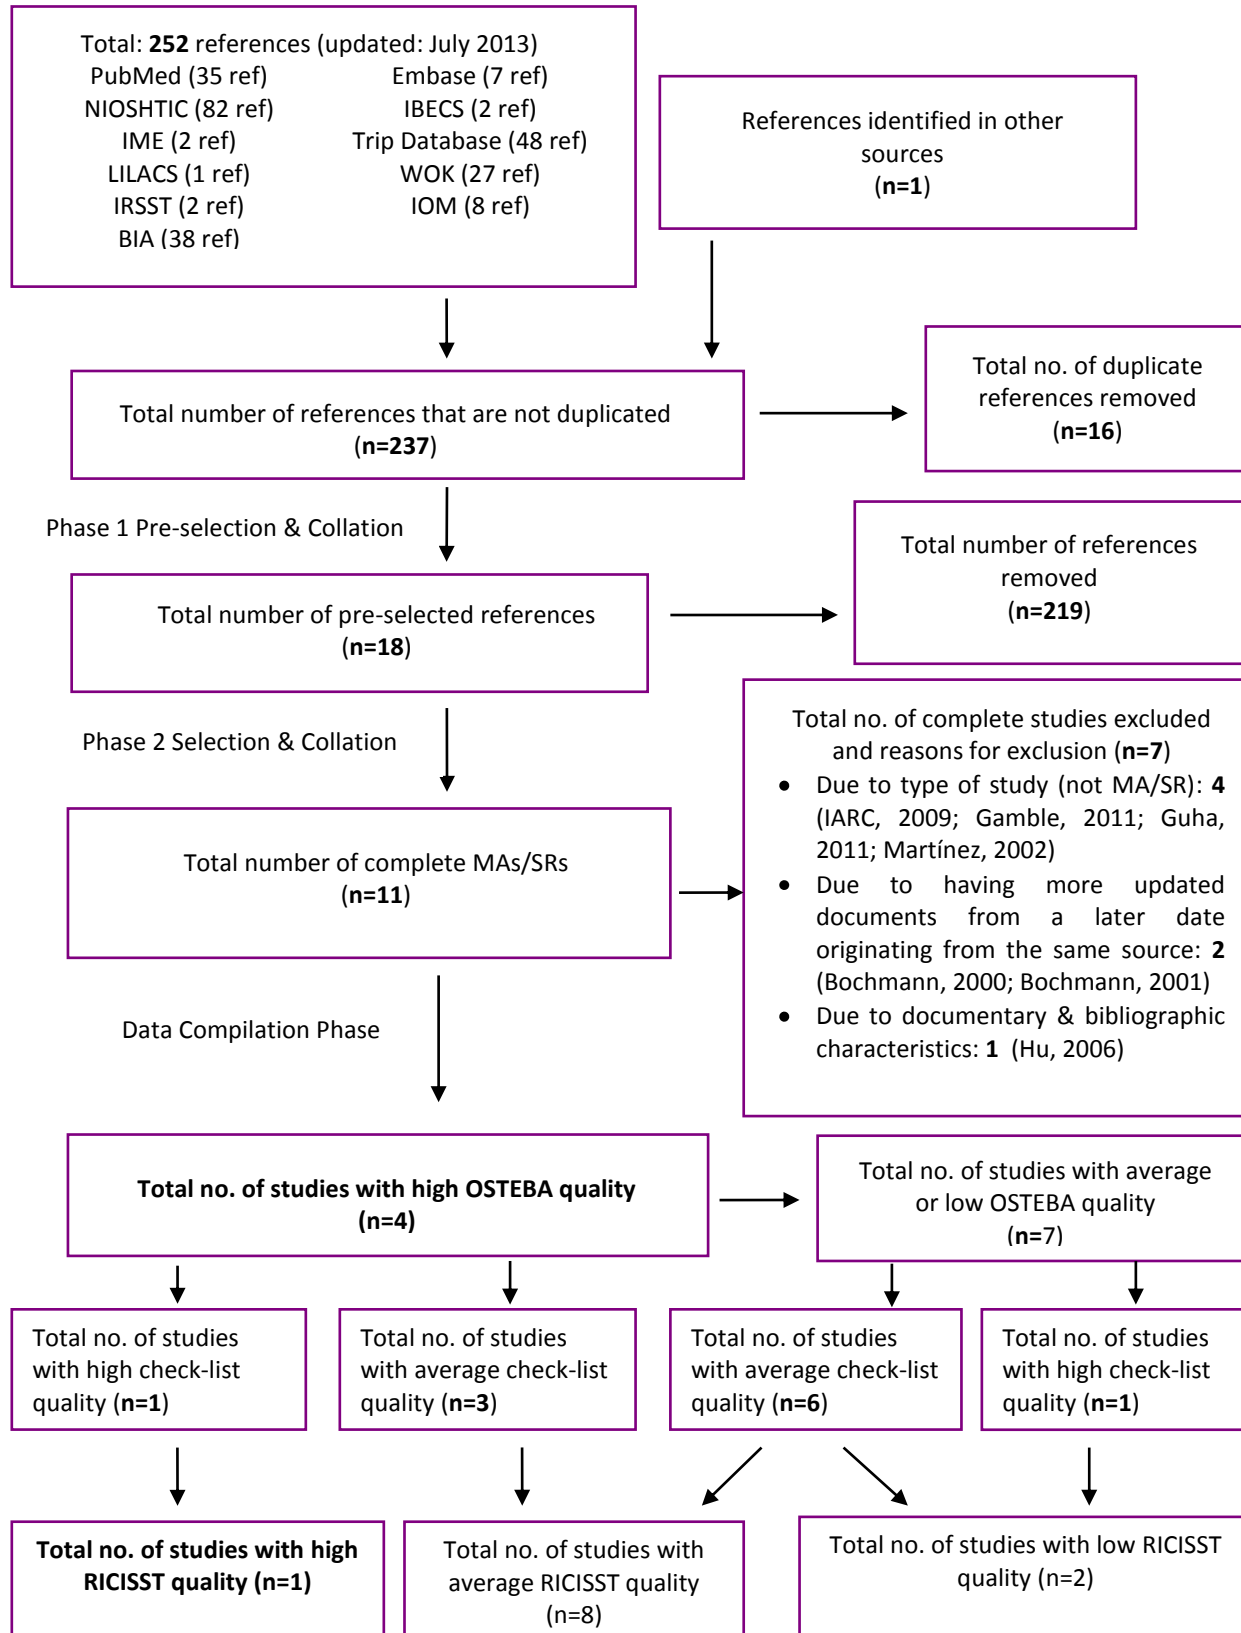 Total: 252 references (updated: July 2013)
PubMed (35 ref)
NIOSHTIC (82 ref)
IME (2 ref)
LILACS (1 ref)
IRSST (2 ref)
BIA (38 ref)
Embase (7 ref)
IBECS (2 ref)
Trip Database (48 ref)
WOK (27 ref)
IOM (8 ref)
References identified in other
sources
(n=1)
Total number of references that are not duplicated
(n=237)
Total no. of duplicate
references removed
(n=16)
Phase 1 Pre-selection & Collation
Total number of references
removed
(n=219)
Total number of pre-selected references
(n=18)
Phase 2 Selection & Collation
Total no. of complete studies excluded
and reasons for exclusion (n=7)
• Due to type of study (not MA/SR): 4
(IARC, 2009; Gamble, 2011; Guha,
2011; Martínez, 2002)
• Due to having more updated
documents from a later date
originating from the same source: 2
(Bochmann, 2000; Bochmann, 2001)
• Due to documentary & bibliographic
characteristics: 1 (Hu, 2006)
Total number of complete MAs/SRs
(n=11)
Data Compilation Phase
Total no. of studies with high OSTEBA quality
(n=4)
Total no. of studies with average
or low OSTEBA quality
(n=7)
Total no. of studies
with high check-list
quality (n=1)
Total no. of studies
with average check-list
quality (n=3)
Total no. of studies
with average check-list
quality (n=6)
Total no. of studies
with high check-list
quality (n=1)
Total no. of studies with high
RICISST quality (n=1)
Total no. of studies with
average RICISST quality
(n=8)
Total no. of studies with low RICISST
quality (n=2)